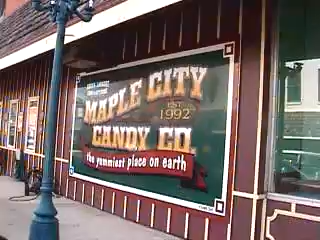 MAPLE CITY
EST
1992
CANDY CO.
the yummiest place on earth